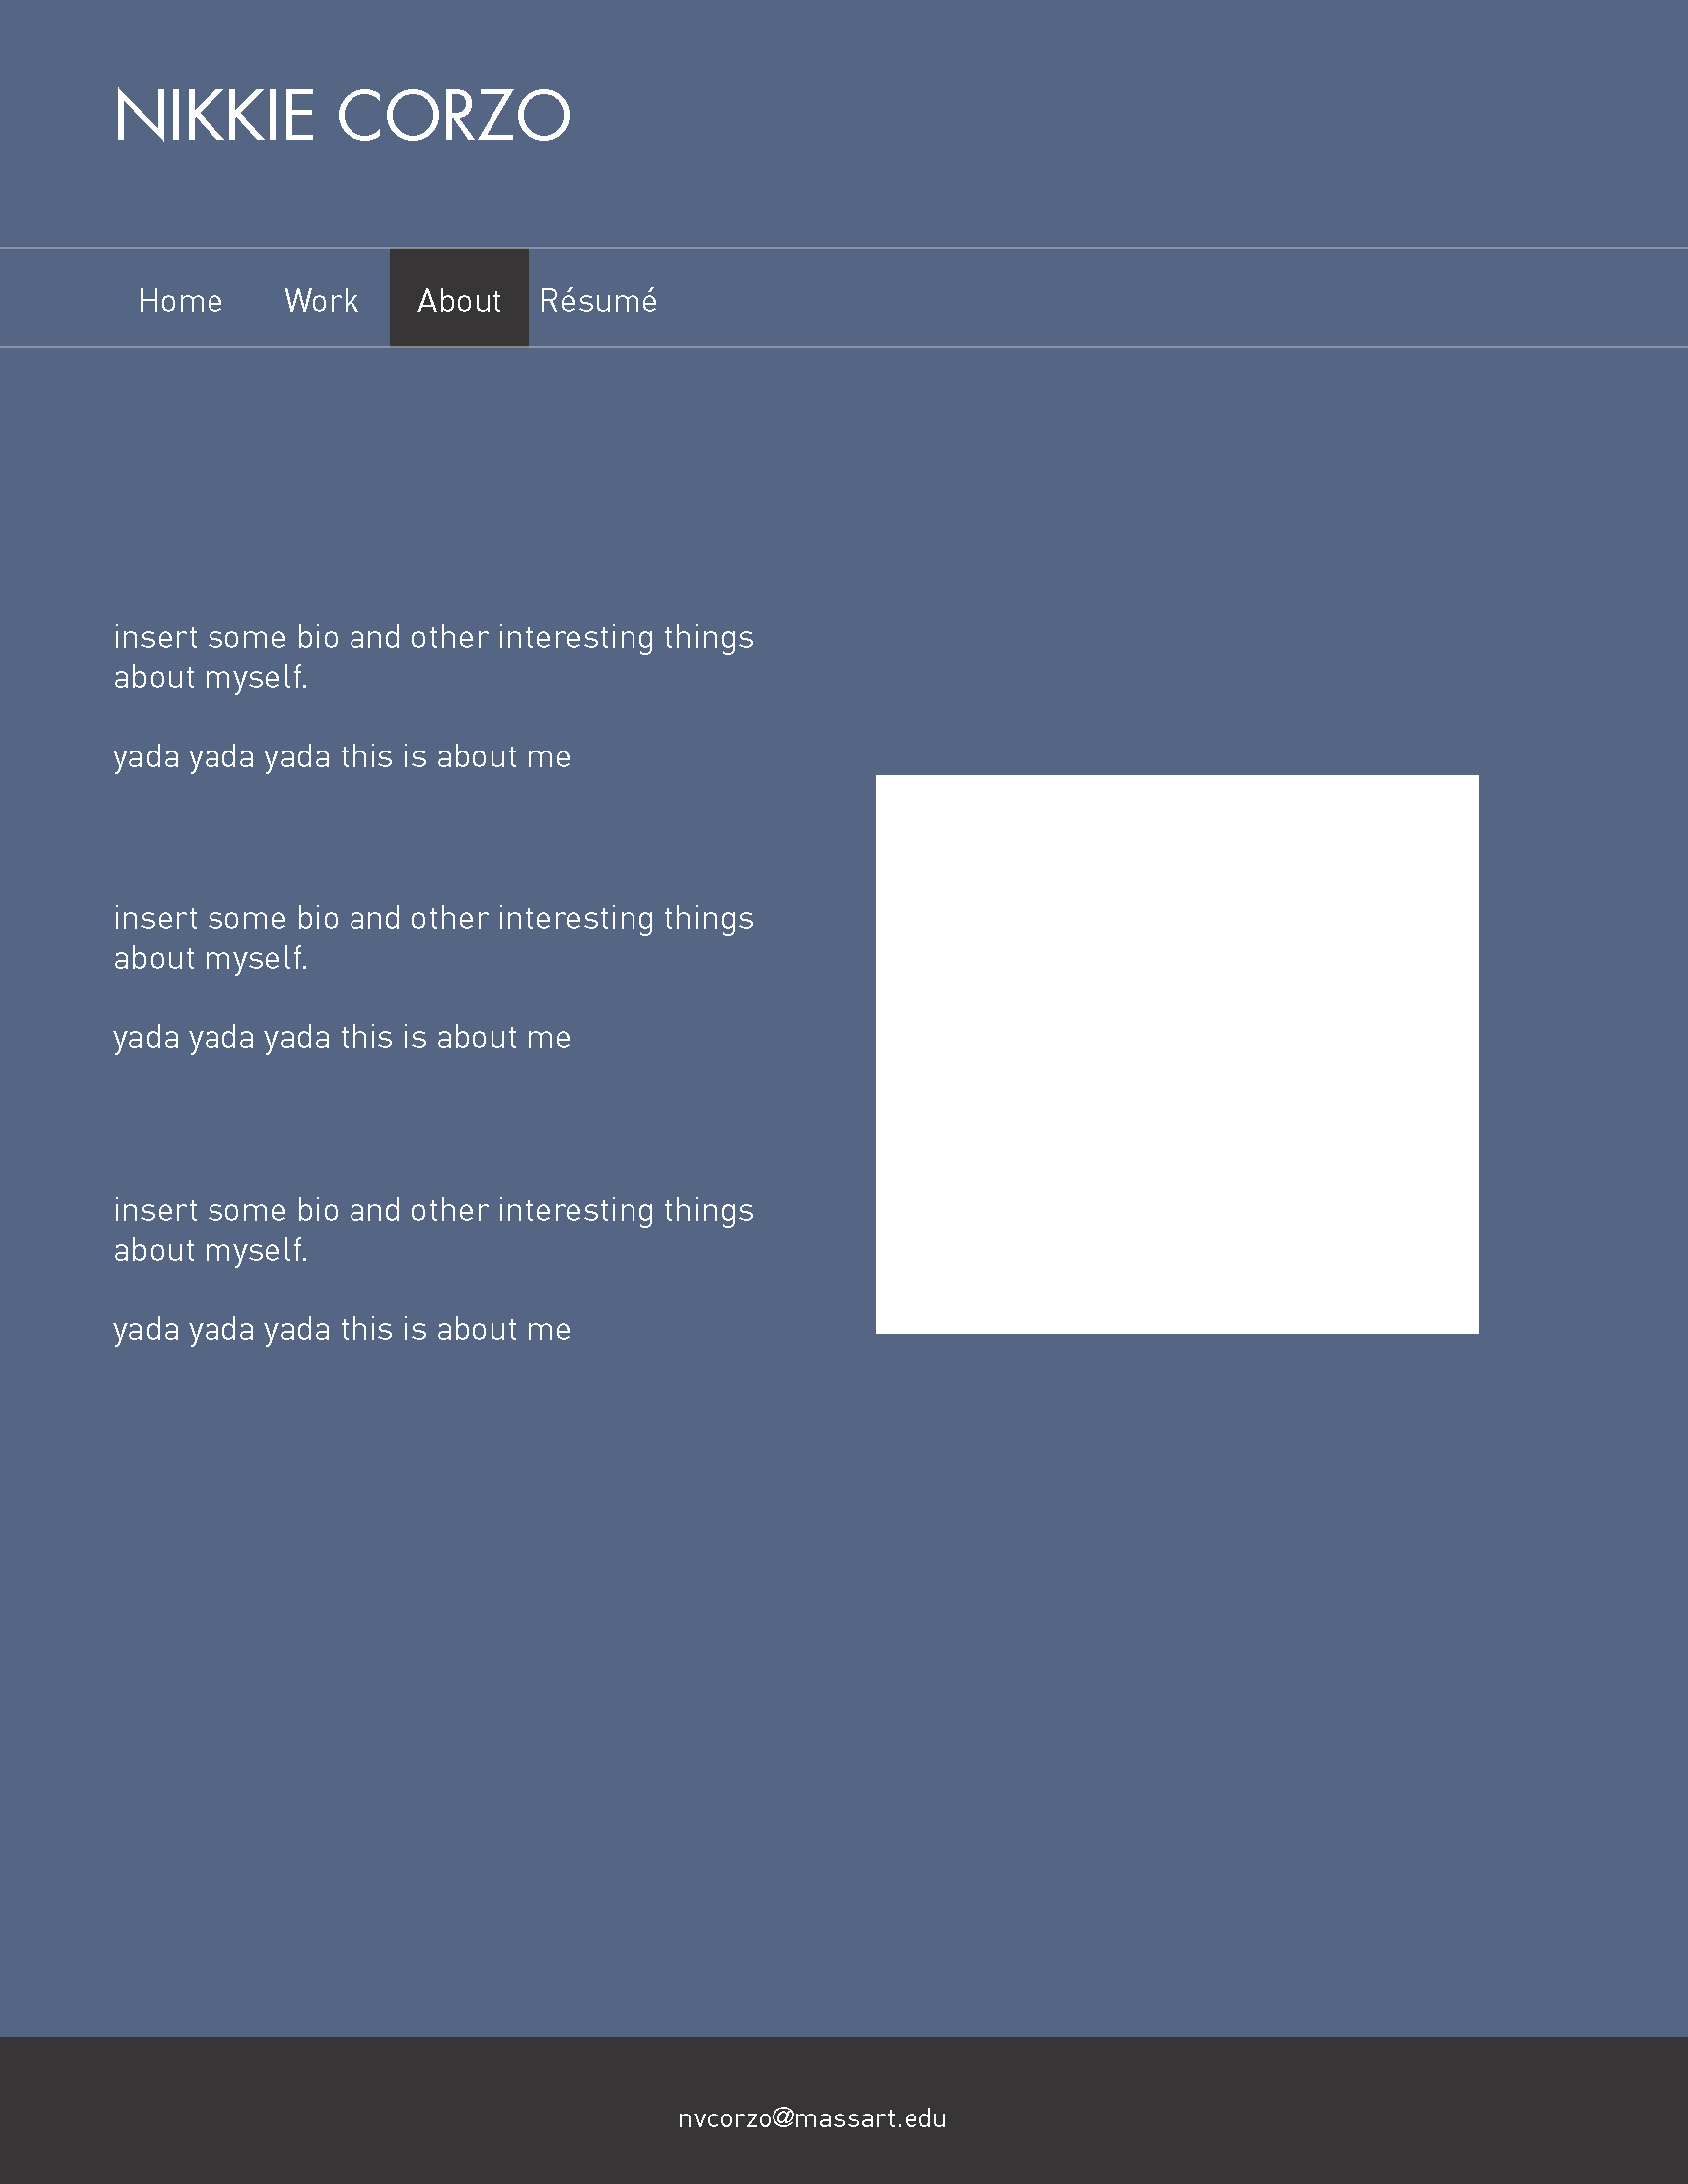 NIKKIE CORZO
Home Work About Résumé
insert some bio and other interesting things
about myself.
yada yada yada this is about me
insert some bio and other interesting things
about myself.
yada yada yada this is about me
insert some bio and other interesting things
about myself.
yada yada yada this is about me
nvcorzo@massart.edu